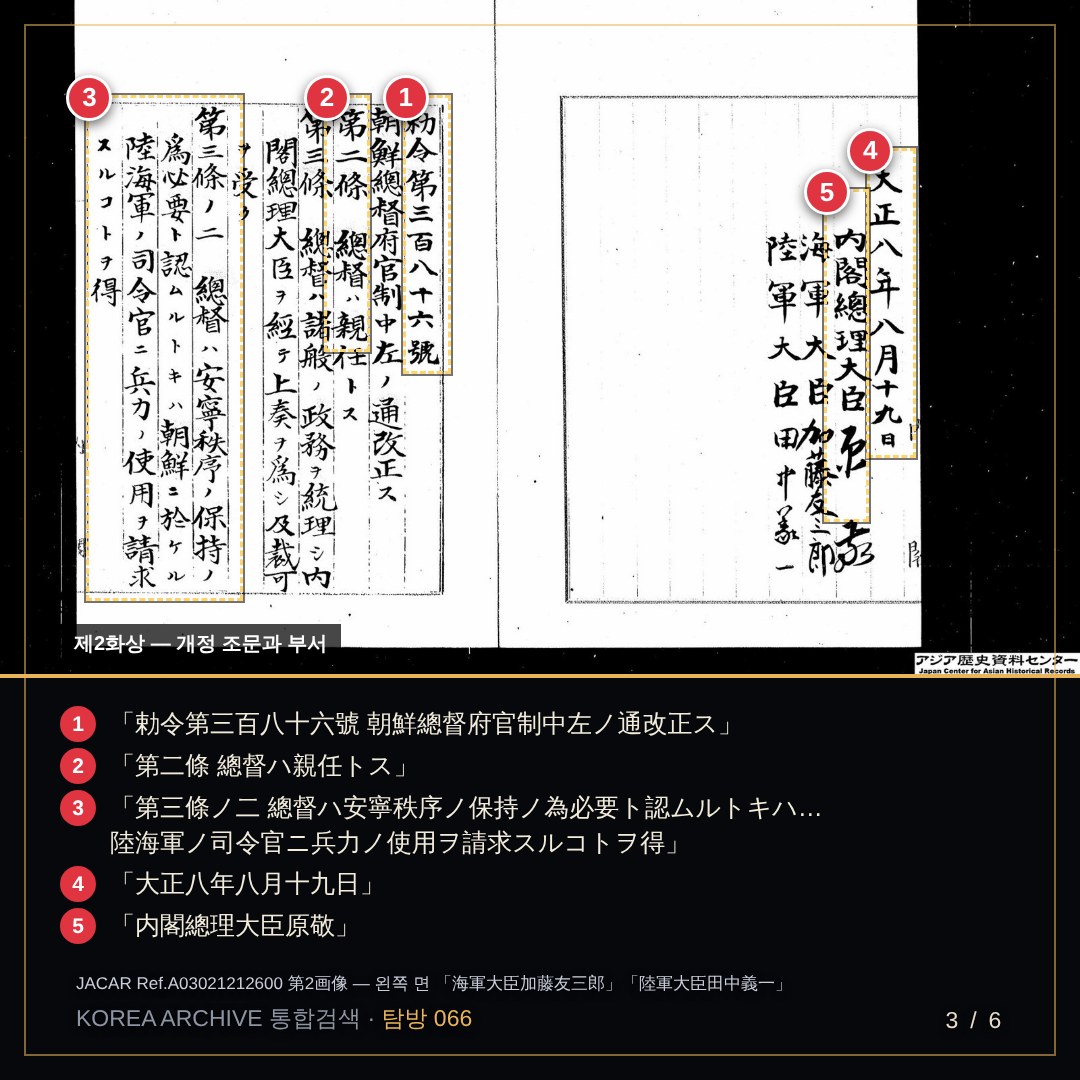 大正八年八月十九日
内閣總理大臣 原敬
海軍大臣 加藤友三郎
陸軍大臣 田中義一
勅令第三百八十六號
朝鮮總督府官制中左ノ通改正ス
第二條 總督ハ親任トス
第三條 總督ハ諸般ノ政務ヲ統理シ内
閣總理大臣ヲ經テ上奏ヲ爲シ及裁可
ヲ受ク
第三條ノ二 總督ハ安寧秩序ノ保持ノ
爲必要ト認ムルトキハ朝鮮ニ於ケル
陸海軍ノ司令官ニ兵力ノ使用ヲ請求
スルコトヲ得
3
2
1
4
5
제2화상 — 개정 조문과 부서
アジア歴史資料センター
Japan Center for Asian Historical Records
1 「勅令第三百八十六號 朝鮮總督府官制中左ノ通改正ス」
2 「第二條 總督ハ親任トス」
3 「第三條ノ二 總督ハ安寧秩序ノ保持ノ為必要ト認ムルトキハ…
陸海軍ノ司令官ニ兵力ノ使用ヲ請求スルコトヲ得」
4 「大正八年八月十九日」
5 「内閣總理大臣原敬」
JACAR Ref.A03021212600 第2画像 — 왼쪽 면 「海軍大臣加藤友三郎」「陸軍大臣田中義一」
KOREA ARCHIVE 통합검색 · 탐방 066
3 / 6